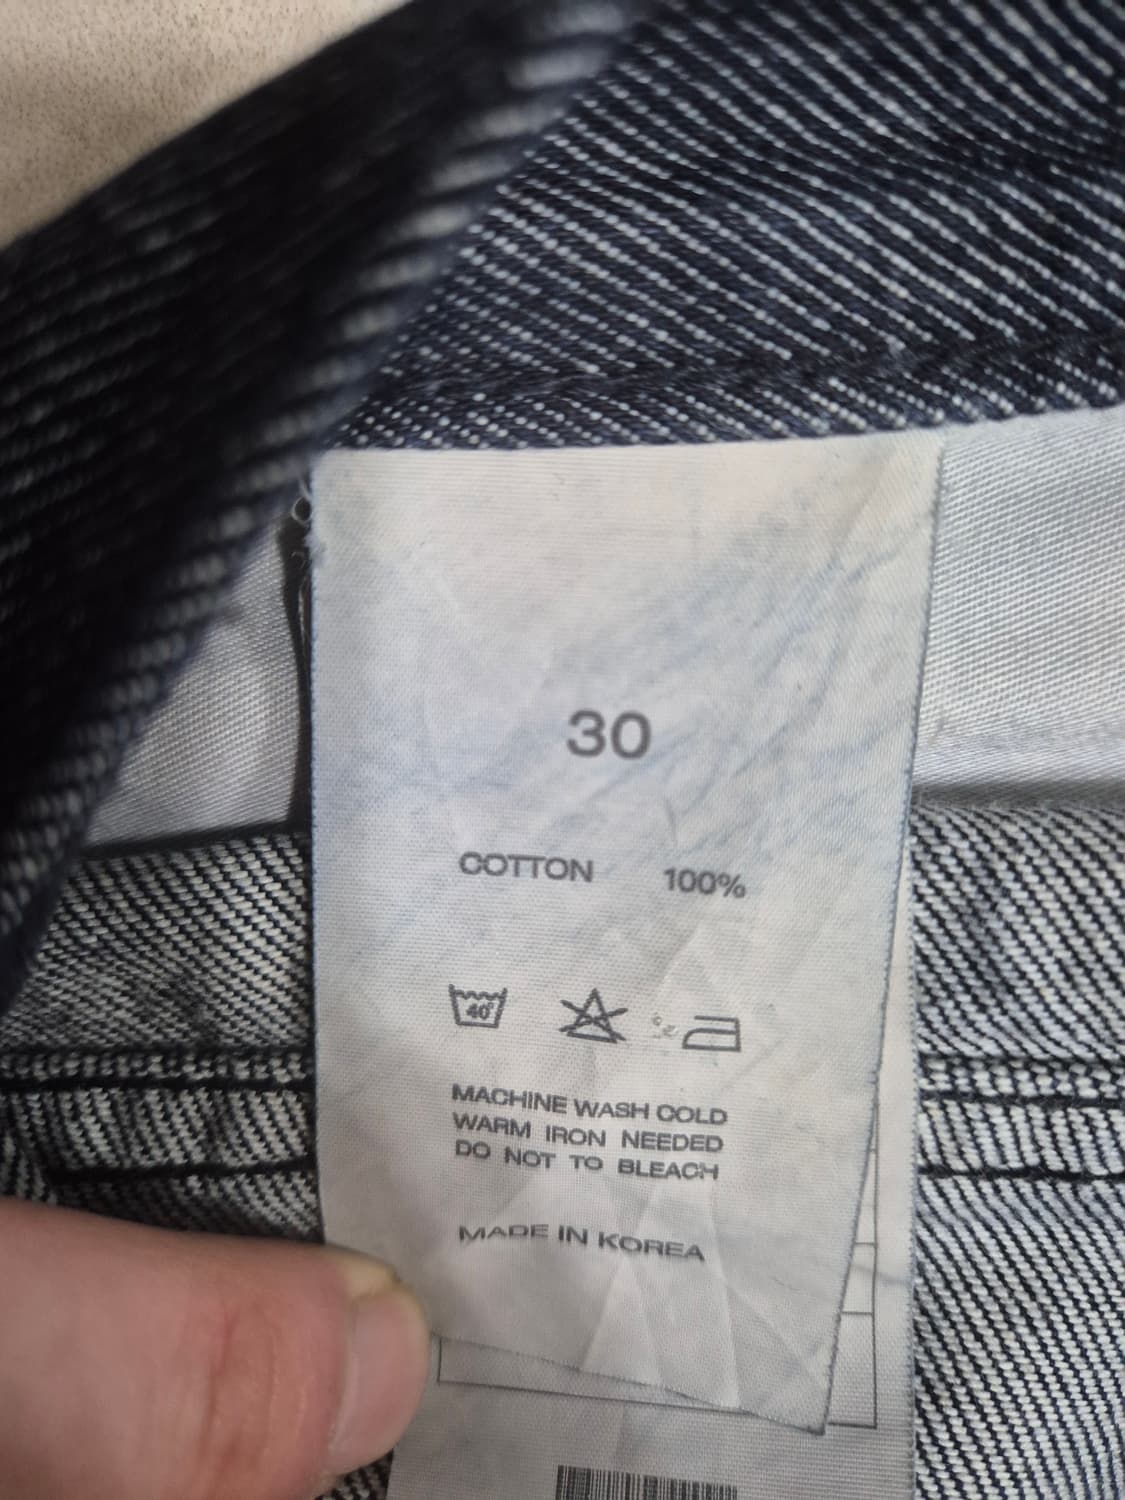 30
COTTON 100%
40°
MACHINE WASH COLD
WARM IRON NEEDED
DO NOT TO BLEACH
MADE IN KOREA